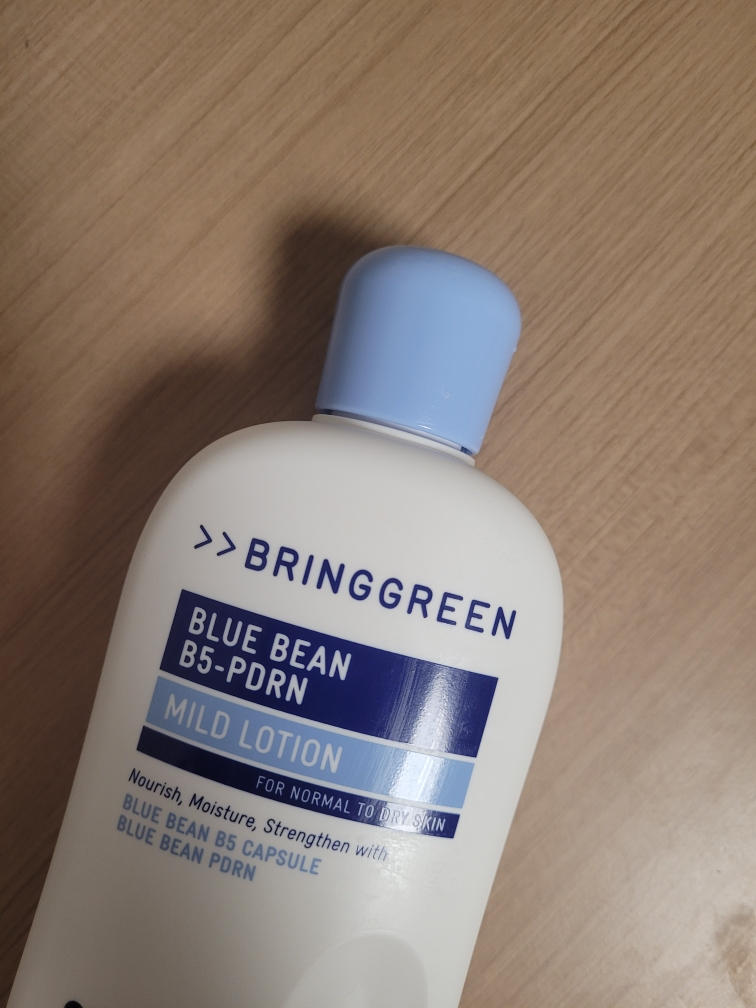 >>BRINGGREEN
BLUE BEAN
B5-PDRN
MILD LOTION
FOR NORMAL TO DRY SKIN
Nourish, Moisture, Strengthen with
BLUE BEAN B5 CAPSULE
BLUE BEAN PDRN